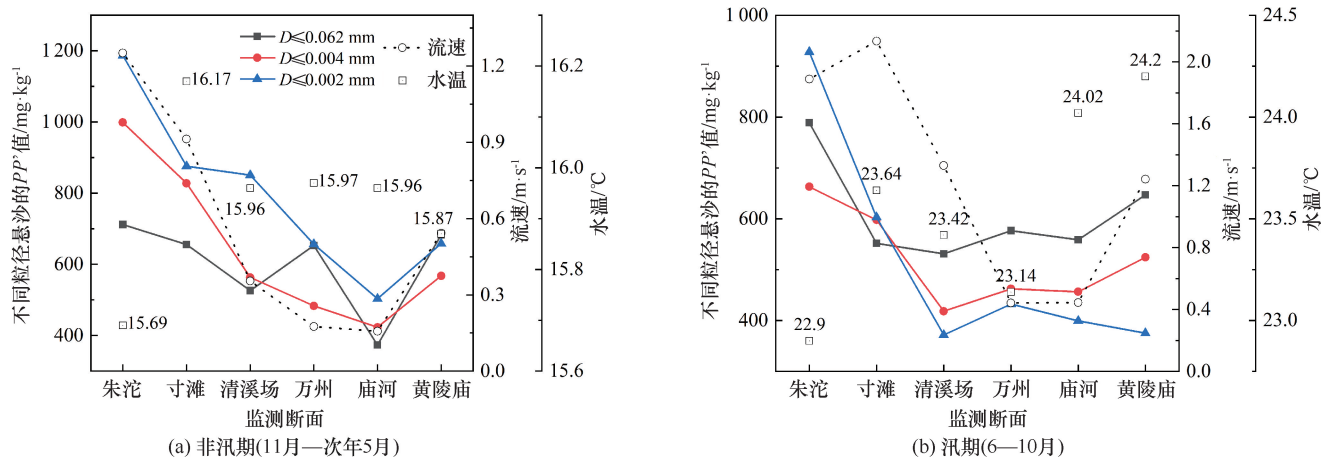 1200
1 000
800
600
400
不同粒径悬沙的PP'值/mg·kg⁻¹
D⩽0.062 mm
D⩽0.004 mm
D⩽0.002 mm
流速
水温
15.69
16.17
15.96
15.97
15.96
15.87
1.2
0.9
0.6
0.3
0.0
流速/m·s⁻¹
16.2
16.0
15.8
15.6
水温/℃
朱沱 寸滩 清溪场 万州 庙河 黄陵庙
监测断面
(a) 非汛期(11月—次年5月)
1 000
800
600
400
不同粒径悬沙的PP'值/mg·kg⁻¹
22.9
23.64
23.42
23.14
24.02
24.2
2.0
1.6
1.2
0.8
0.4
0.0
流速/m·s⁻¹
24.5
24.0
23.5
23.0
水温/℃
朱沱 寸滩 清溪场 万州 庙河 黄陵庙
监测断面
(b) 汛期(6—10月)